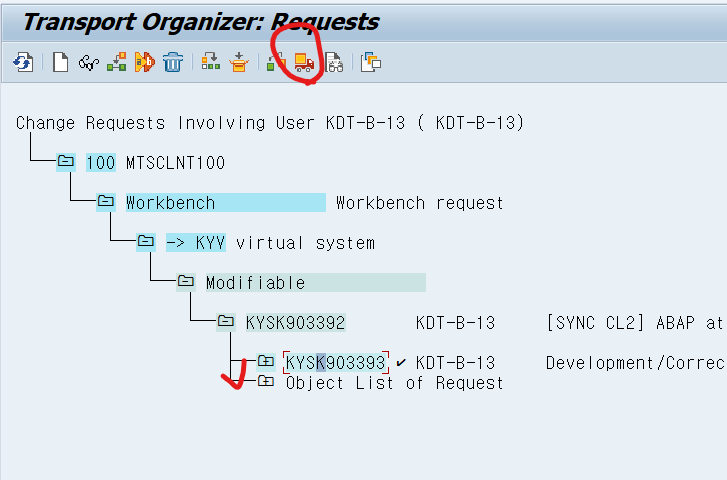 Transport Organizer: Requests
Change Requests Involving User KDT-B-13 ( KDT-B-13)
100 MTSCLNT100
Workbench Workbench request
-> KYV virtual system
Modifiable
KYSK903392 KDT-B-13 [SYNC CL2] ABAP at
KYSK903393 ✔ KDT-B-13 Development/Correc
Object List of Request